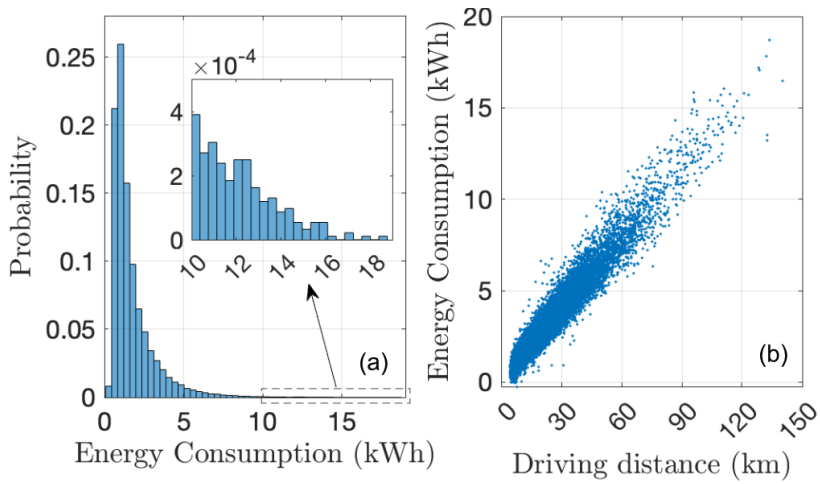 0.25
0.2
0.15
0.1
0.05
0
Probability
0 5 10 15
Energy Consumption (kWh)
×10⁻⁴
4
2
0
10 12 14 16 18
(a)
20
15
10
5
0
Energy Consumption (kWh)
0 30 60 90 120 150
Driving distance (km)
(b)